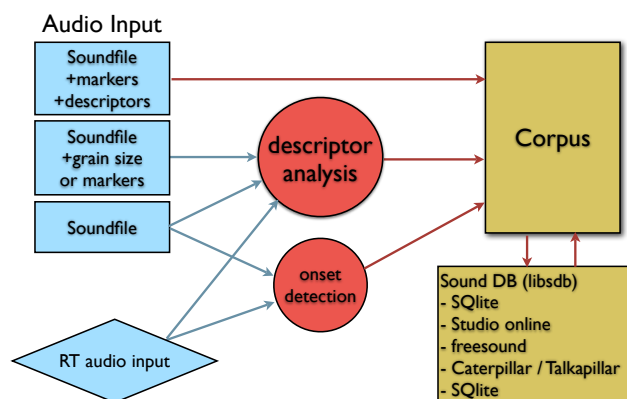 Audio Input
Soundfile
+markers
+descriptors
Soundfile
+grain size
or markers
Soundfile
RT audio input
descriptor
analysis
onset
detection
Corpus
Sound DB (libsdb)
- SQlite
- Studio online
- freesound
- Caterpillar / Talkapillar
- SQlite